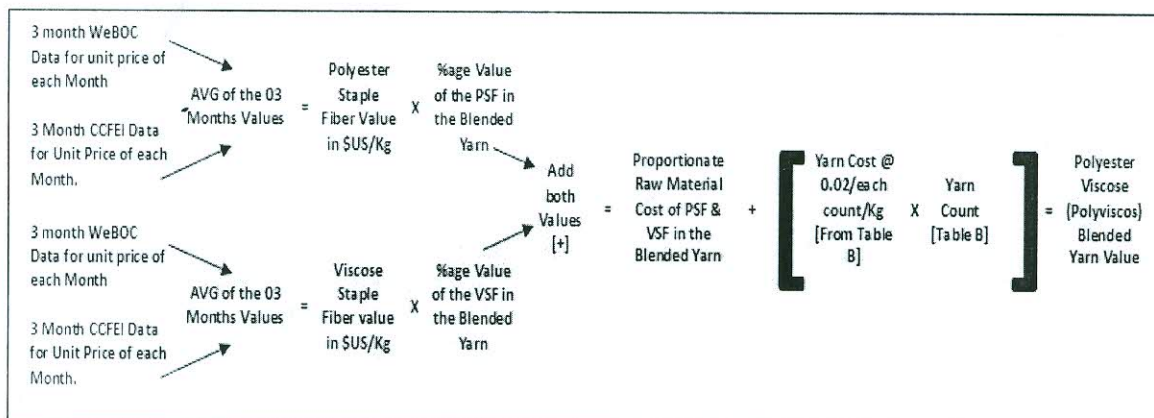 3 month WeBOC
Data for unit price of
each Month
3 Month CCFEI Data
for Unit Price of each
Month.
AVG of the 03
Months Values
=
Polyester
Staple
Fiber Value
in $US/Kg
X
%age Value
of the PSF in
the Blended
Yarn
3 month WeBOC
Data for unit price of
each Month
3 Month CCFEI Data
for Unit Price of each
Month.
AVG of the 03
Months Values
=
Viscose
Staple
Fiber value
in $US/Kg
X
%age Value
of the VSF in
the Blended
Yarn
Add
both
Values
[+]
=
Proportionate
Raw Material
Cost of PSF &
VSF in the
Blended Yarn
+
[
Yarn Cost @
0.02/each
count/Kg
[From Table
B]
X
Yarn
Count
[Table B]
]
=
Polyester
Viscose
(Polyviscos)
Blended
Yarn Value